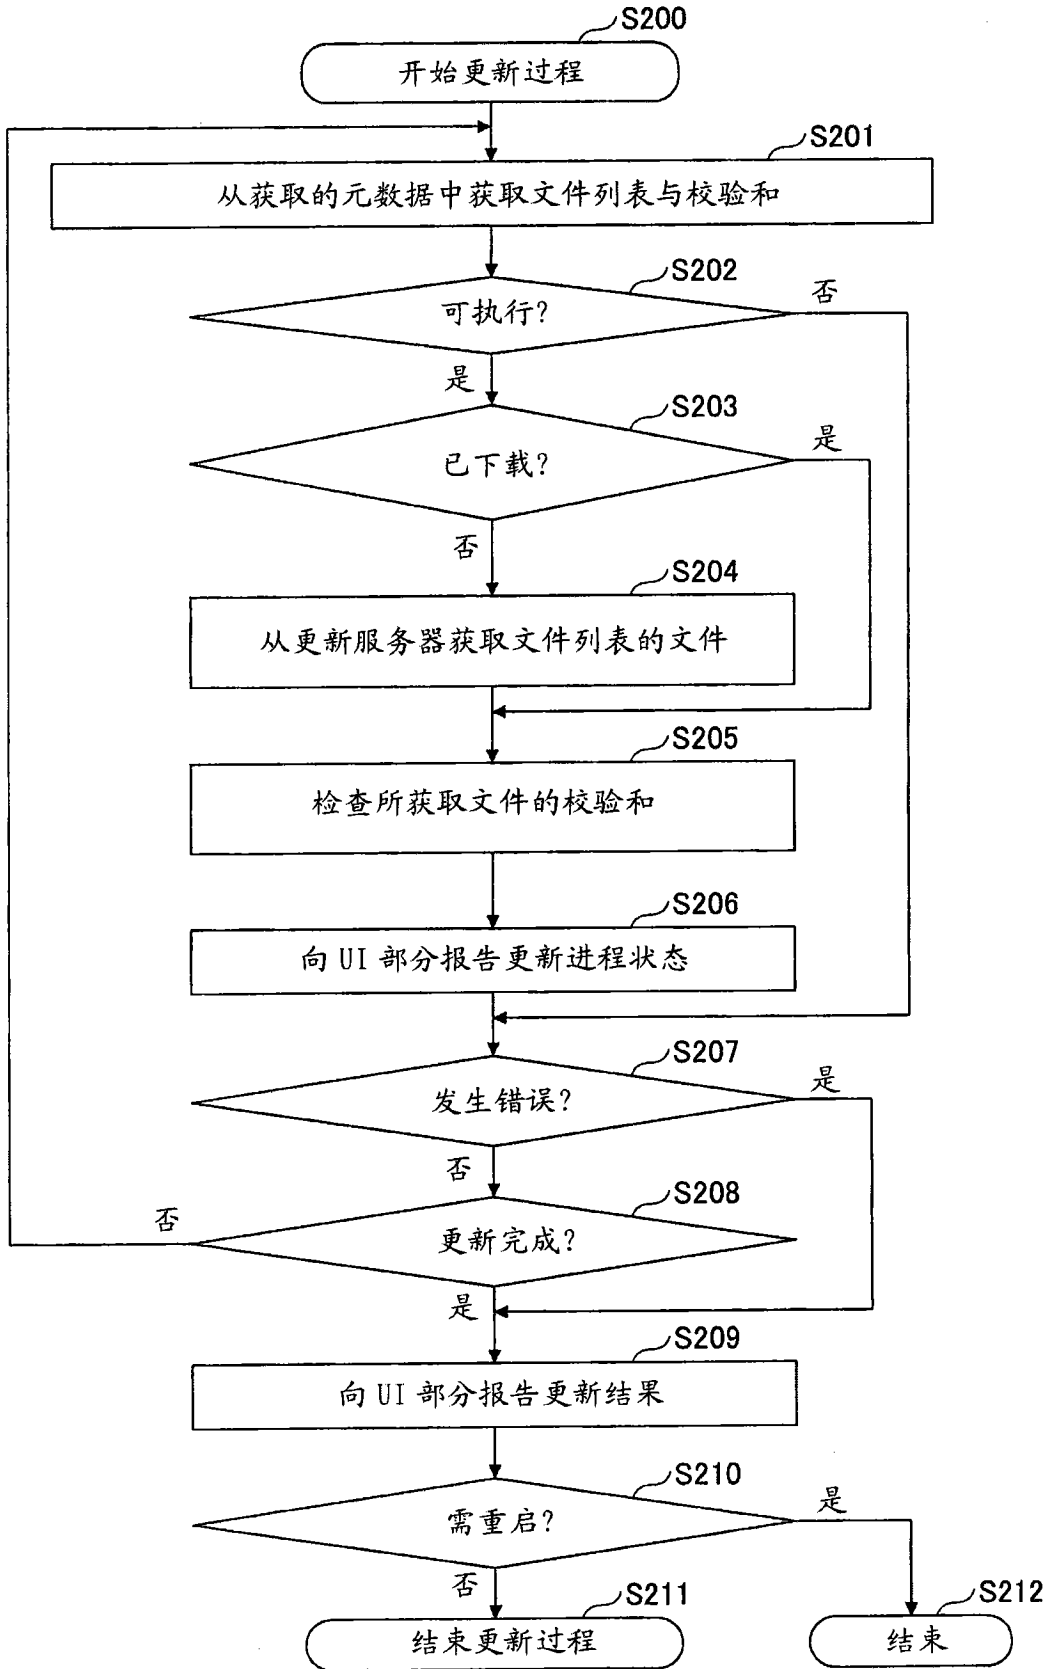 S200
开始更新过程
S201
从获取的元数据中获取文件列表与校验和
S202
可执行?
否
是
S203
已下载?
是
否
S204
从更新服务器获取文件列表的文件
S205
检查所获取文件的校验和
S206
向 UI 部分报告更新进程状态
S207
发生错误?
是
否
S208
否
更新完成?
是
S209
向 UI 部分报告更新结果
S210
需重启?
是
否
S211
结束更新过程
S212
结束